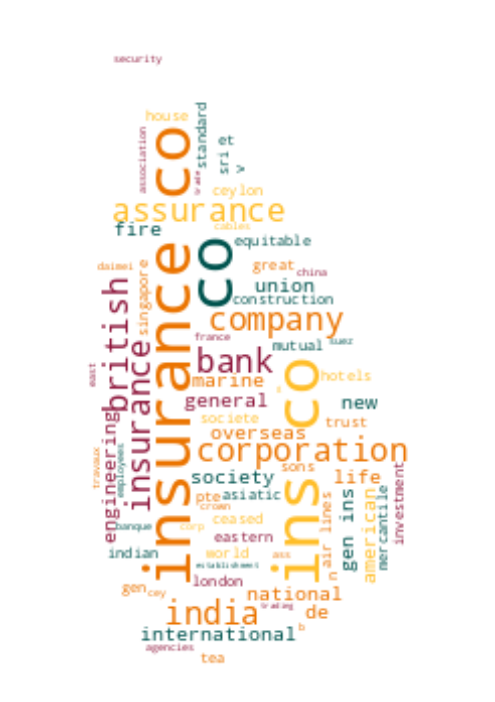 security
house
standard
association
co
trade
et
sri
v
ceylon
assurance
cables
fire
co
equitable
daimei
great
china
singapore
british
insurance
union
construction
company
france
mutual
suez
insurance
bank
east
marine
hotels
co
general
new
societe
trust
engineering
overseas
corporation
travaux
employees
society
sons
life
investment
pte
asiatic
crown
ins
air lines
gen ins
american
mercantile
banque
corp
ceased
eastern
indian
world
ass
establishment
n
london
gen
cey
national
india
trading
de
international
b
agencies
tea